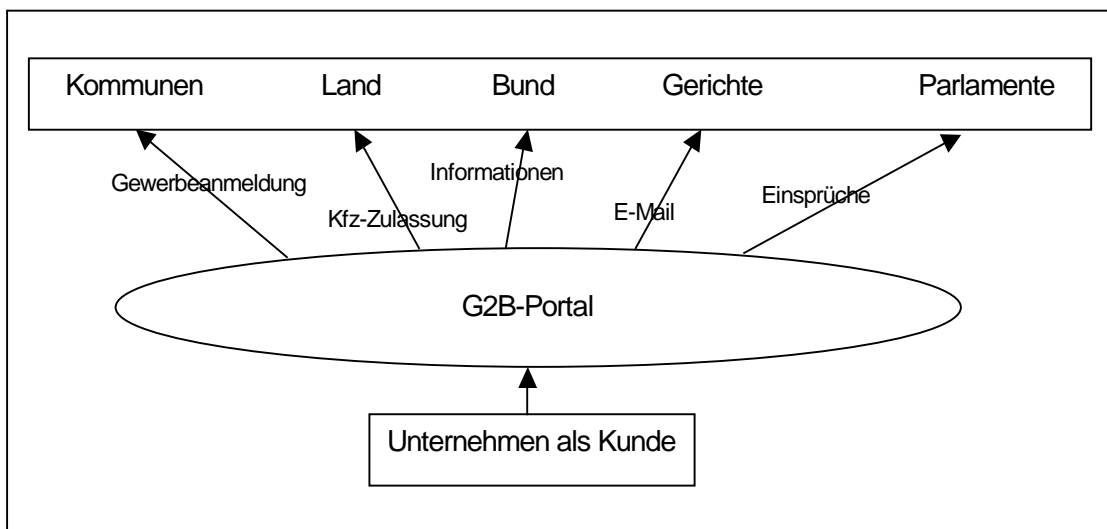 Kommunen Land Bund Gerichte Parlamente
Informationen
Gewerbeanmeldung
Einsprüche
Kfz-Zulassung
E-Mail
G2B-Portal
Unternehmen als Kunde